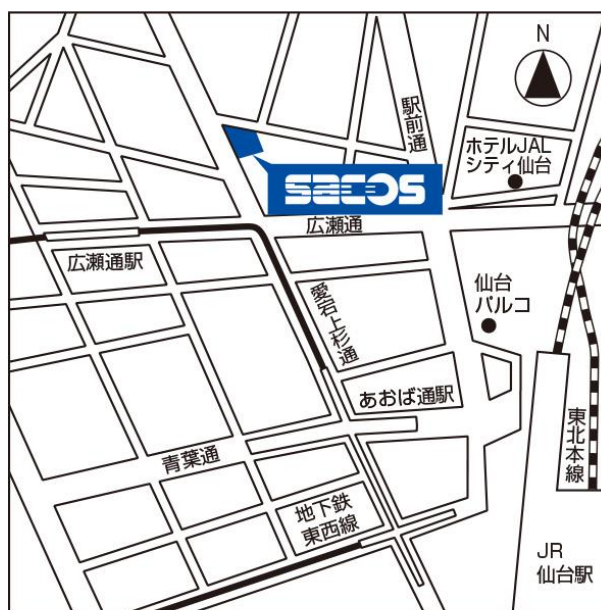 N
駅前通
ホテルJAL
シティ仙台
sacos
広瀬通
広瀬通駅
仙台
パルコ
愛宕上杉通
あおば通駅
東北本線
青葉通
地下鉄
東西線
JR
仙台駅